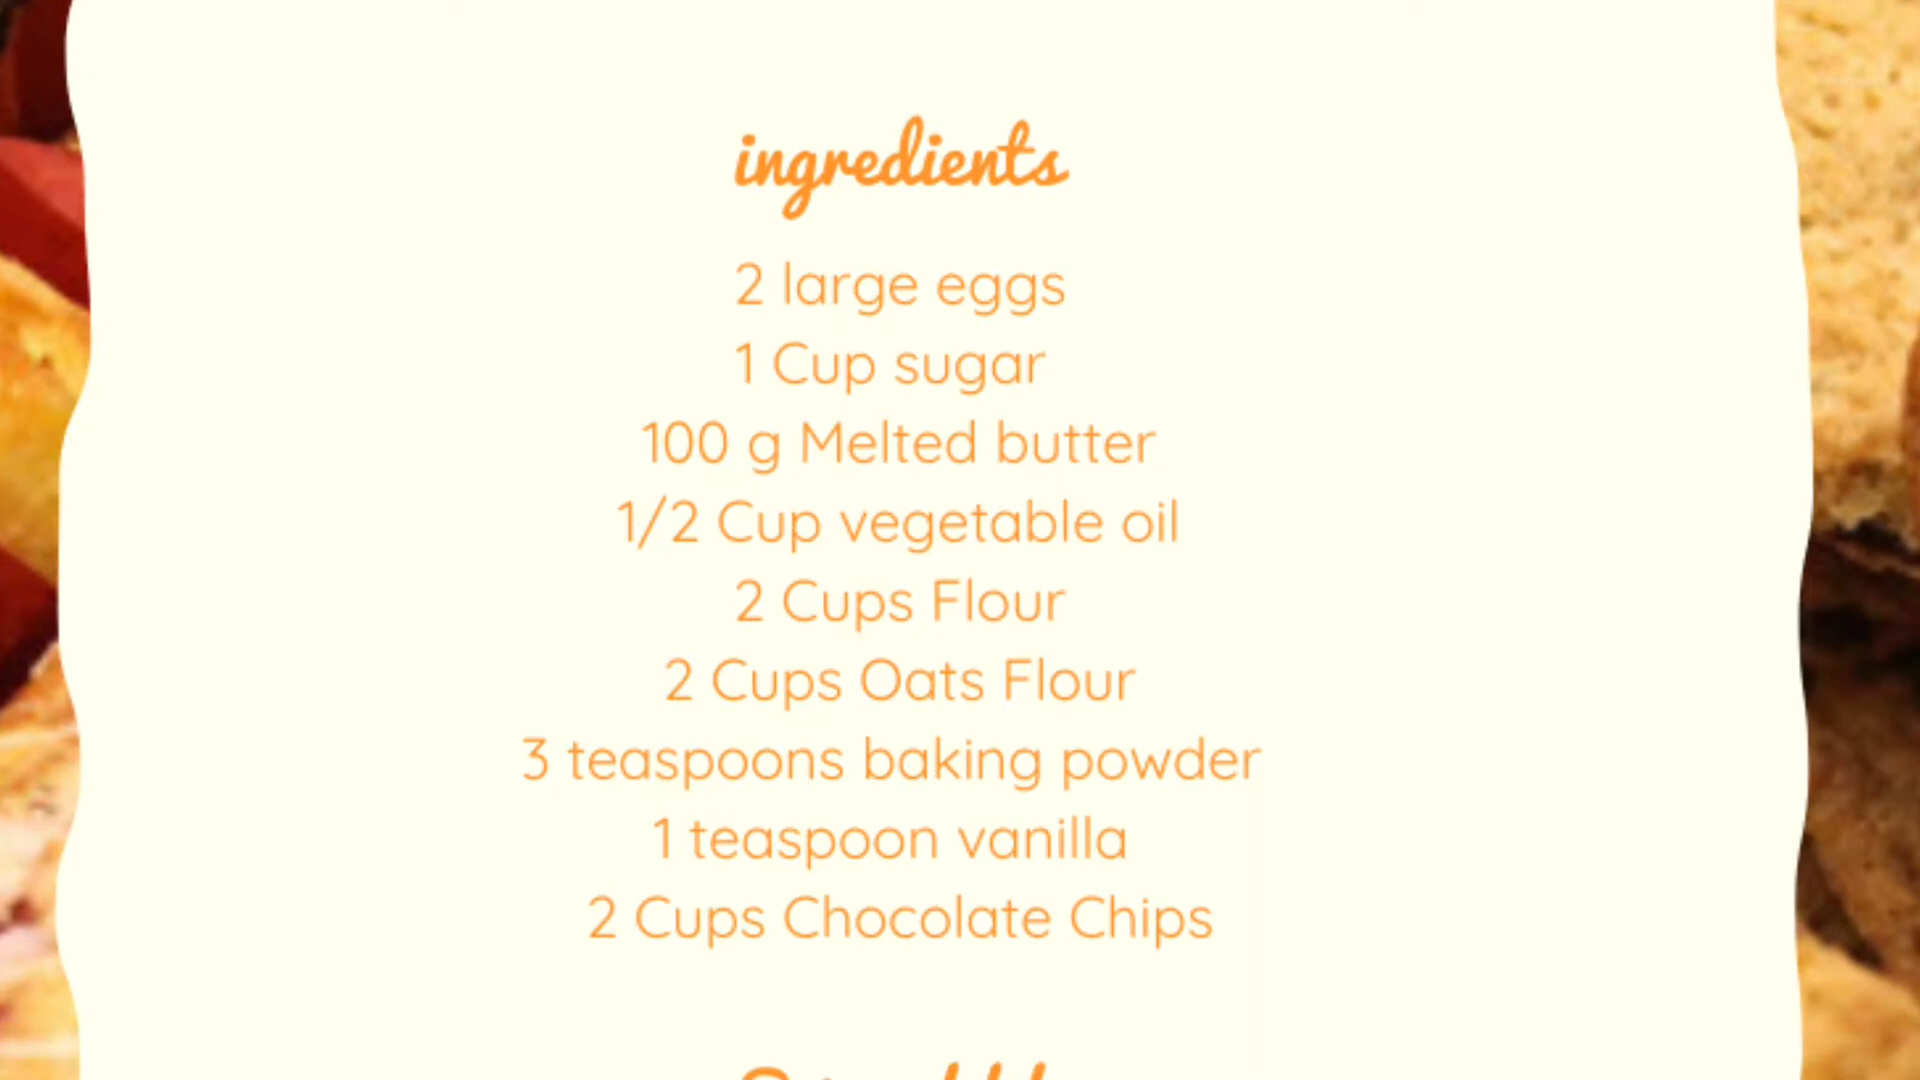 ingredients
2 large eggs
1 Cup sugar
100 g Melted butter
1/2 Cup vegetable oil
2 Cups Flour
2 Cups Oats Flour
3 teaspoons baking powder
1 teaspoon vanilla
2 Cups Chocolate Chips